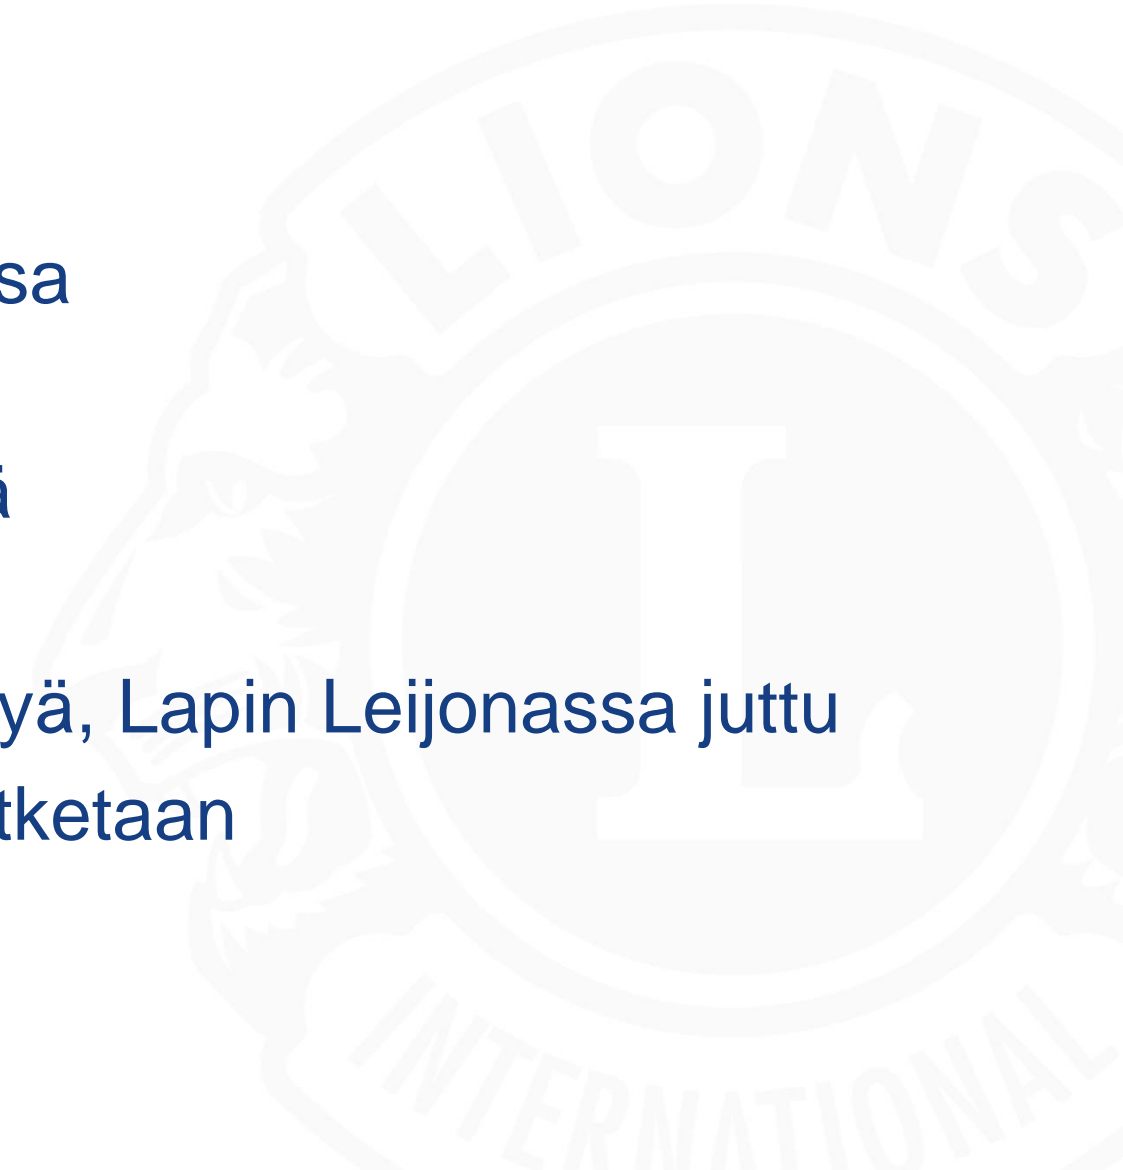 LIONS
sa
ä
yä, Lapin Leijonassa juttu
tketaan
L
INTERNATIONAL